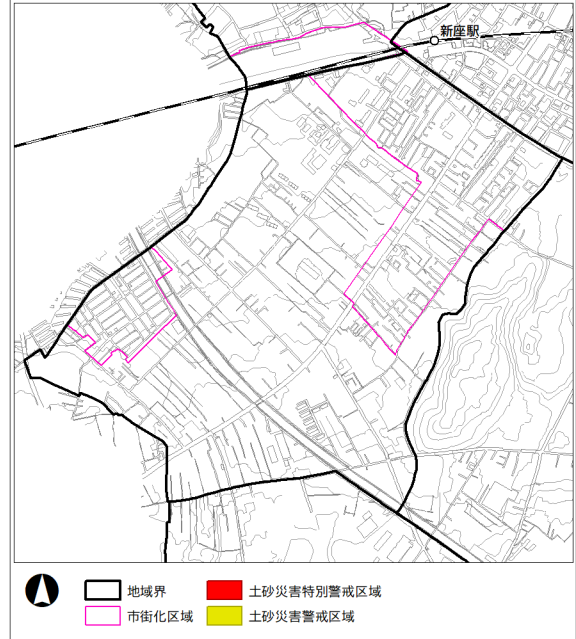 新座駅
地域界
土砂災害特別警戒区域
市街化区域
土砂災害警戒区域